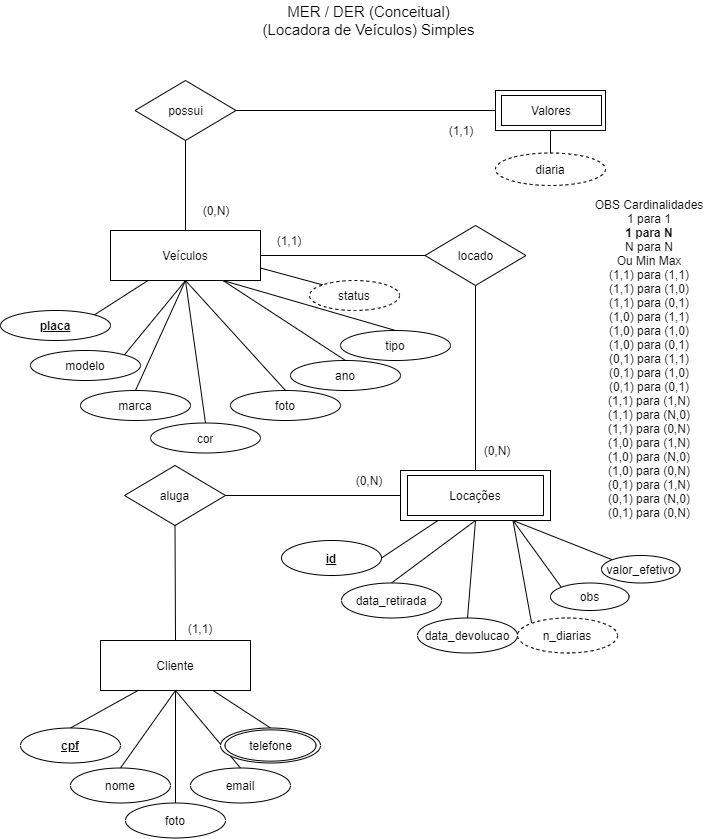 MER / DER (Conceitual)
(Locadora de Veículos) Simples
possui
Valores
(1,1)
diaria
(0,N)
OBS Cardinalidades
1 para 1
1 para N
N para N
Ou Min Max
(1,1) para (1,1)
(1,1) para (1,0)
(1,1) para (0,1)
(1,0) para (1,1)
(1,0) para (1,0)
(1,0) para (0,1)
(0,1) para (1,1)
(0,1) para (1,0)
(0,1) para (0,1)
(1,1) para (1,N)
(1,1) para (N,0)
(1,1) para (0,N)
(1,0) para (1,N)
(1,0) para (N,0)
(1,0) para (0,N)
(0,1) para (1,N)
(0,1) para (N,0)
(0,1) para (0,N)
Veículos
(1,1)
locado
status
placa
tipo
modelo
ano
marca
foto
cor
(0,N)
(0,N)
aluga
Locações
id
valor_efetivo
data_retirada
obs
data_devolucao
n_diarias
(1,1)
Cliente
cpf
telefone
nome
email
foto